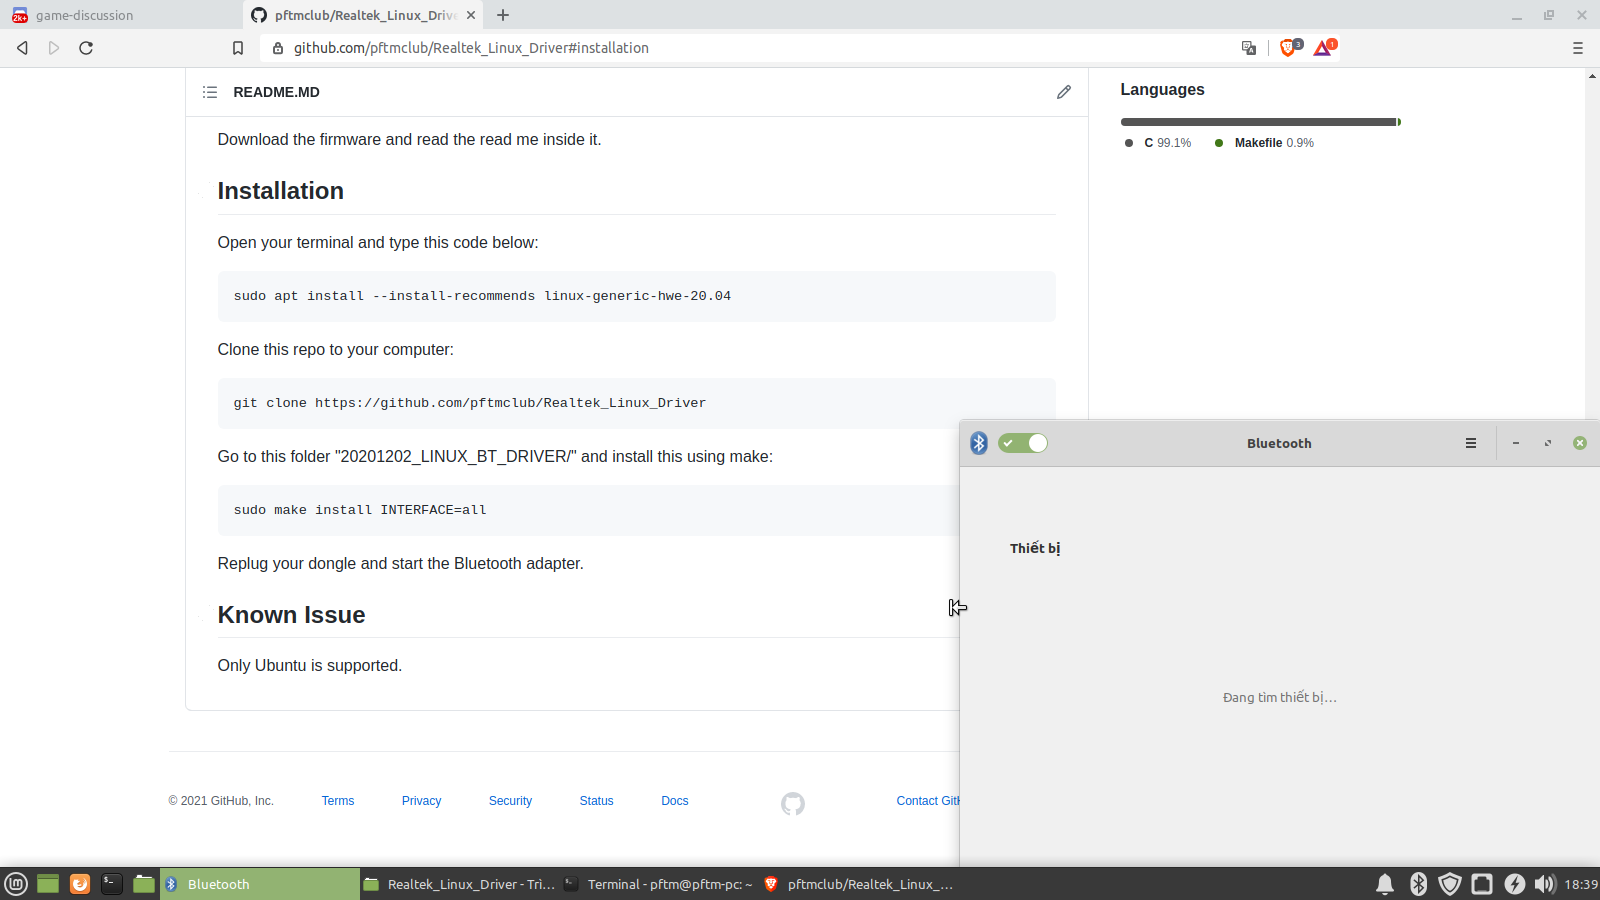 game-discussion
pftmclub/Realtek_Linux_Drive
github.com/pftmclub/Realtek_Linux_Driver#installation
3
1
README.MD
Download the firmware and read the read me inside it.
Installation
Open your terminal and type this code below:
sudo apt install --install-recommends linux-generic-hwe-20.04
Clone this repo to your computer:
git clone https://github.com/pftmclub/Realtek_Linux_Driver
Go to this folder "20201202_LINUX_BT_DRIVER/" and install this using make:
sudo make install INTERFACE=all
Replug your dongle and start the Bluetooth adapter.
Known Issue
Only Ubuntu is supported.
© 2021 GitHub, Inc.
Terms
Privacy
Security
Status
Docs
Contact GitH
Languages
C 99.1%
Makefile 0.9%
Bluetooth
Thiết bị
Đang tìm thiết bị...
Bluetooth
Realtek_Linux_Driver - Trì...
Terminal - pftm@pftm-pc: ~
pftmclub/Realtek_Linux_...
18:39